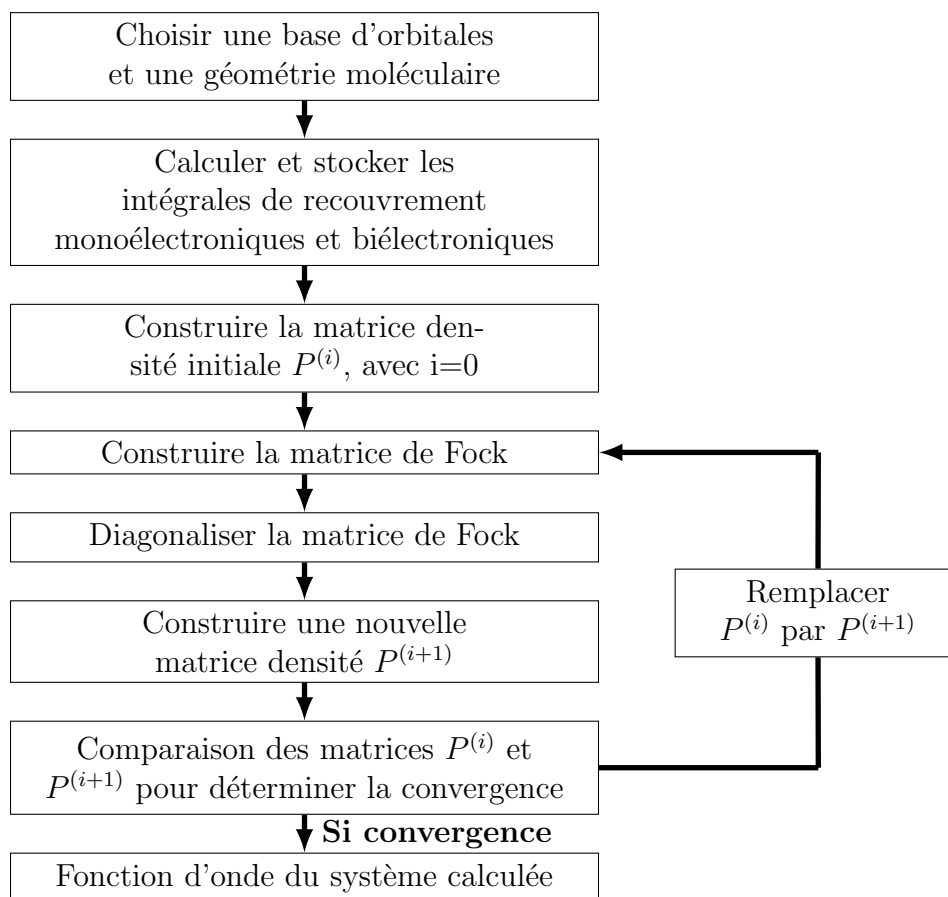 Choisir une base d'orbitales
et une géométrie moléculaire
Calculer et stocker les
intégrales de recouvrement
monoélectroniques et biélectroniques
Construire la matrice den-
sité initiale $P^{(i)}$, avec i=0
Construire la matrice de Fock
Diagonaliser la matrice de Fock
Construire une nouvelle
matrice densité $P^{(i+1)}$
Remplacer
$P^{(i)}$ par $P^{(i+1)}$
Comparaison des matrices $P^{(i)}$ et
$P^{(i+1)}$ pour déterminer la convergence
Si convergence
Fonction d'onde du système calculée